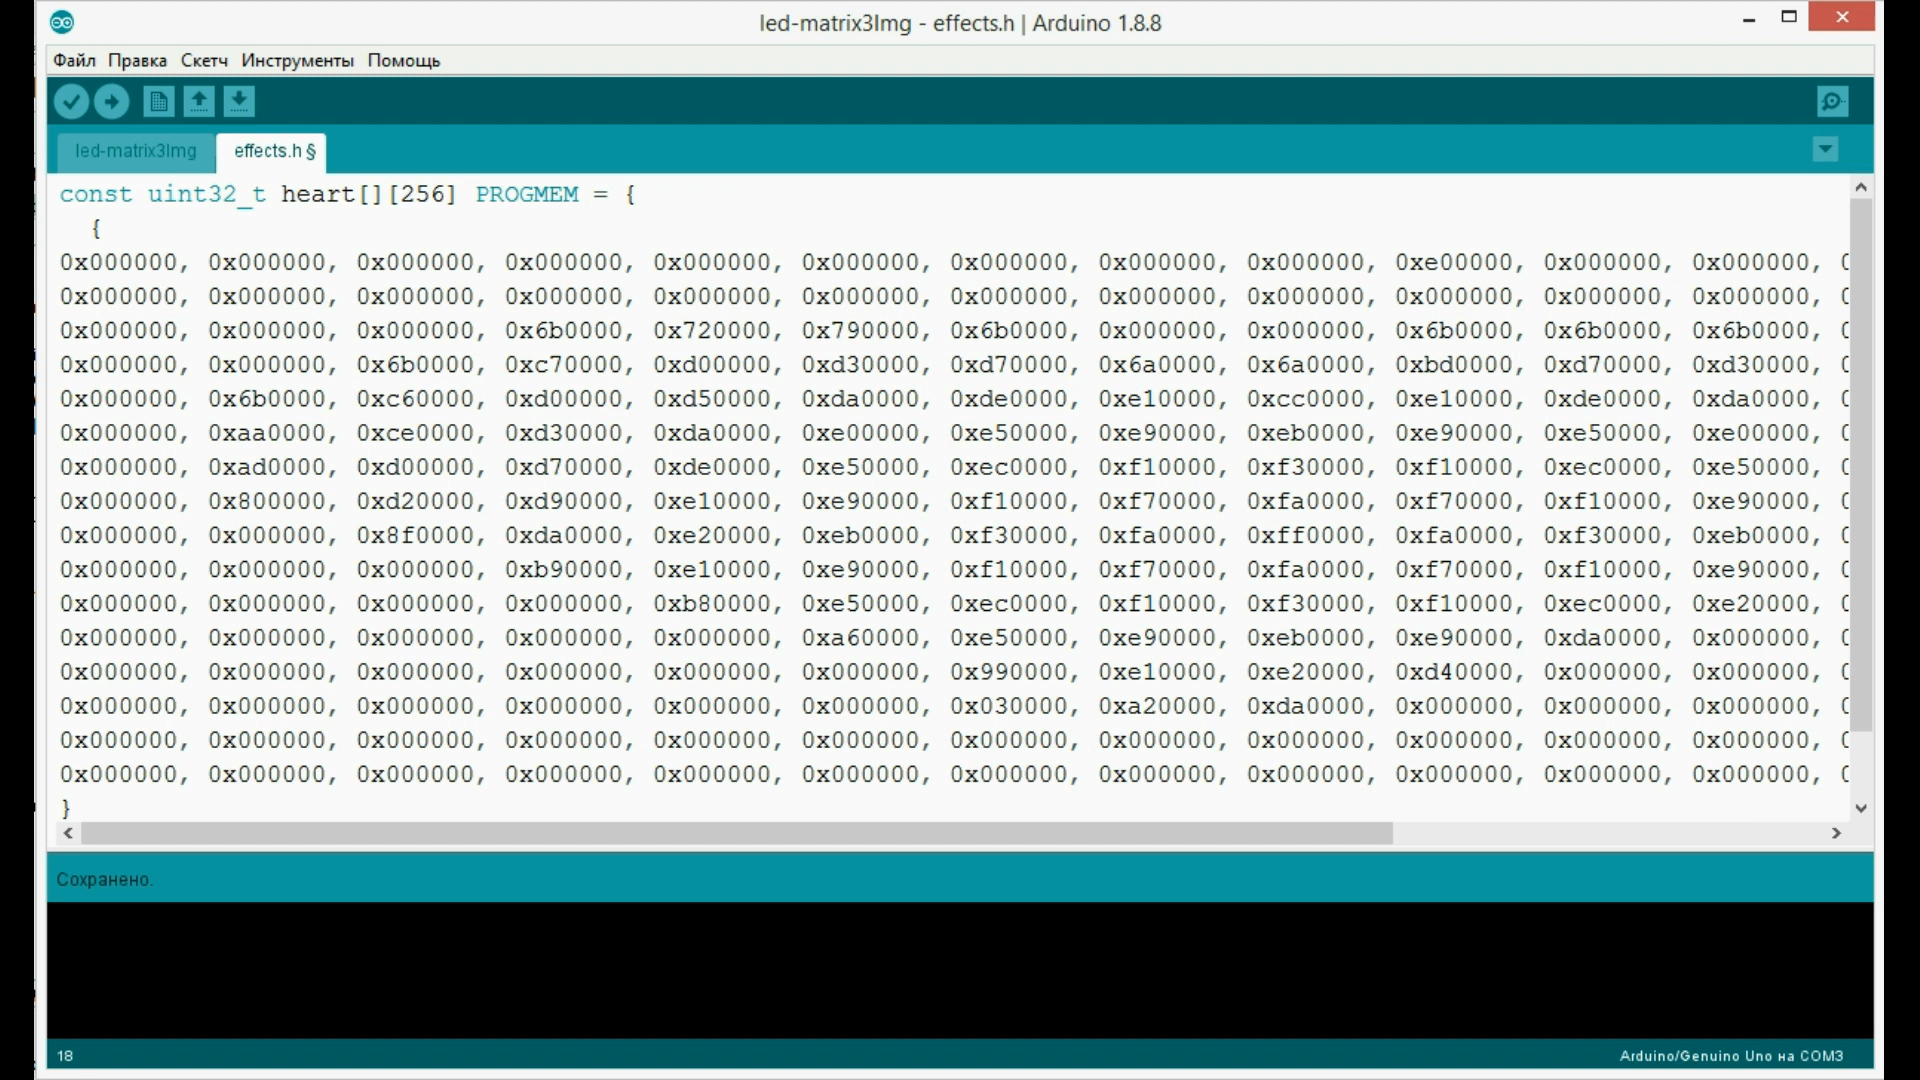 led-matrix3Img - effects.h | Arduino 1.8.8
Файл Правка Скетч Инструменты Помощь
led-matrix3Img effects.h §
const uint32_t heart[][256] PROGMEM = {
{
0x000000, 0x000000, 0x000000, 0x000000, 0x000000, 0x000000, 0x000000, 0x000000, 0x000000, 0xe00000, 0x000000, 0x000000,
0x000000, 0x000000, 0x000000, 0x000000, 0x000000, 0x000000, 0x000000, 0x000000, 0x000000, 0x000000, 0x000000, 0x000000,
0x000000, 0x000000, 0x000000, 0x6b0000, 0x720000, 0x790000, 0x6b0000, 0x000000, 0x000000, 0x6b0000, 0x6b0000, 0x6b0000,
0x000000, 0x000000, 0x6b0000, 0xc70000, 0xd00000, 0xd30000, 0xd70000, 0x6a0000, 0x6a0000, 0xbd0000, 0xd70000, 0xd30000,
0x000000, 0x6b0000, 0xc60000, 0xd00000, 0xd50000, 0xda0000, 0xde0000, 0xe10000, 0xcc0000, 0xe10000, 0xde0000, 0xda0000,
0x000000, 0xaa0000, 0xce0000, 0xd30000, 0xda0000, 0xe00000, 0xe50000, 0xe90000, 0xeb0000, 0xe90000, 0xe50000, 0xe00000,
0x000000, 0xad0000, 0xd00000, 0xd70000, 0xde0000, 0xe50000, 0xec0000, 0xf10000, 0xf30000, 0xf10000, 0xec0000, 0xe50000,
0x000000, 0x800000, 0xd20000, 0xd90000, 0xe10000, 0xe90000, 0xf10000, 0xf70000, 0xfa0000, 0xf70000, 0xf10000, 0xe90000,
0x000000, 0x000000, 0x8f0000, 0xda0000, 0xe20000, 0xeb0000, 0xf30000, 0xfa0000, 0xff0000, 0xfa0000, 0xf30000, 0xeb0000,
0x000000, 0x000000, 0x000000, 0xb90000, 0xe10000, 0xe90000, 0xf10000, 0xf70000, 0xfa0000, 0xf70000, 0xf10000, 0xe90000,
0x000000, 0x000000, 0x000000, 0x000000, 0xb80000, 0xe50000, 0xec0000, 0xf10000, 0xf30000, 0xf10000, 0xec0000, 0xe20000,
0x000000, 0x000000, 0x000000, 0x000000, 0x000000, 0xa60000, 0xe50000, 0xe90000, 0xeb0000, 0xe90000, 0xda0000, 0x000000,
0x000000, 0x000000, 0x000000, 0x000000, 0x000000, 0x000000, 0x990000, 0xe10000, 0xe20000, 0xd40000, 0x000000, 0x000000,
0x000000, 0x000000, 0x000000, 0x000000, 0x000000, 0x000000, 0x030000, 0xa20000, 0xda0000, 0x000000, 0x000000, 0x000000,
0x000000, 0x000000, 0x000000, 0x000000, 0x000000, 0x000000, 0x000000, 0x000000, 0x000000, 0x000000, 0x000000, 0x000000,
0x000000, 0x000000, 0x000000, 0x000000, 0x000000, 0x000000, 0x000000, 0x000000, 0x000000, 0x000000, 0x000000, 0x000000,
}
Сохранено.
18 Arduino/Genuino Uno на COM3